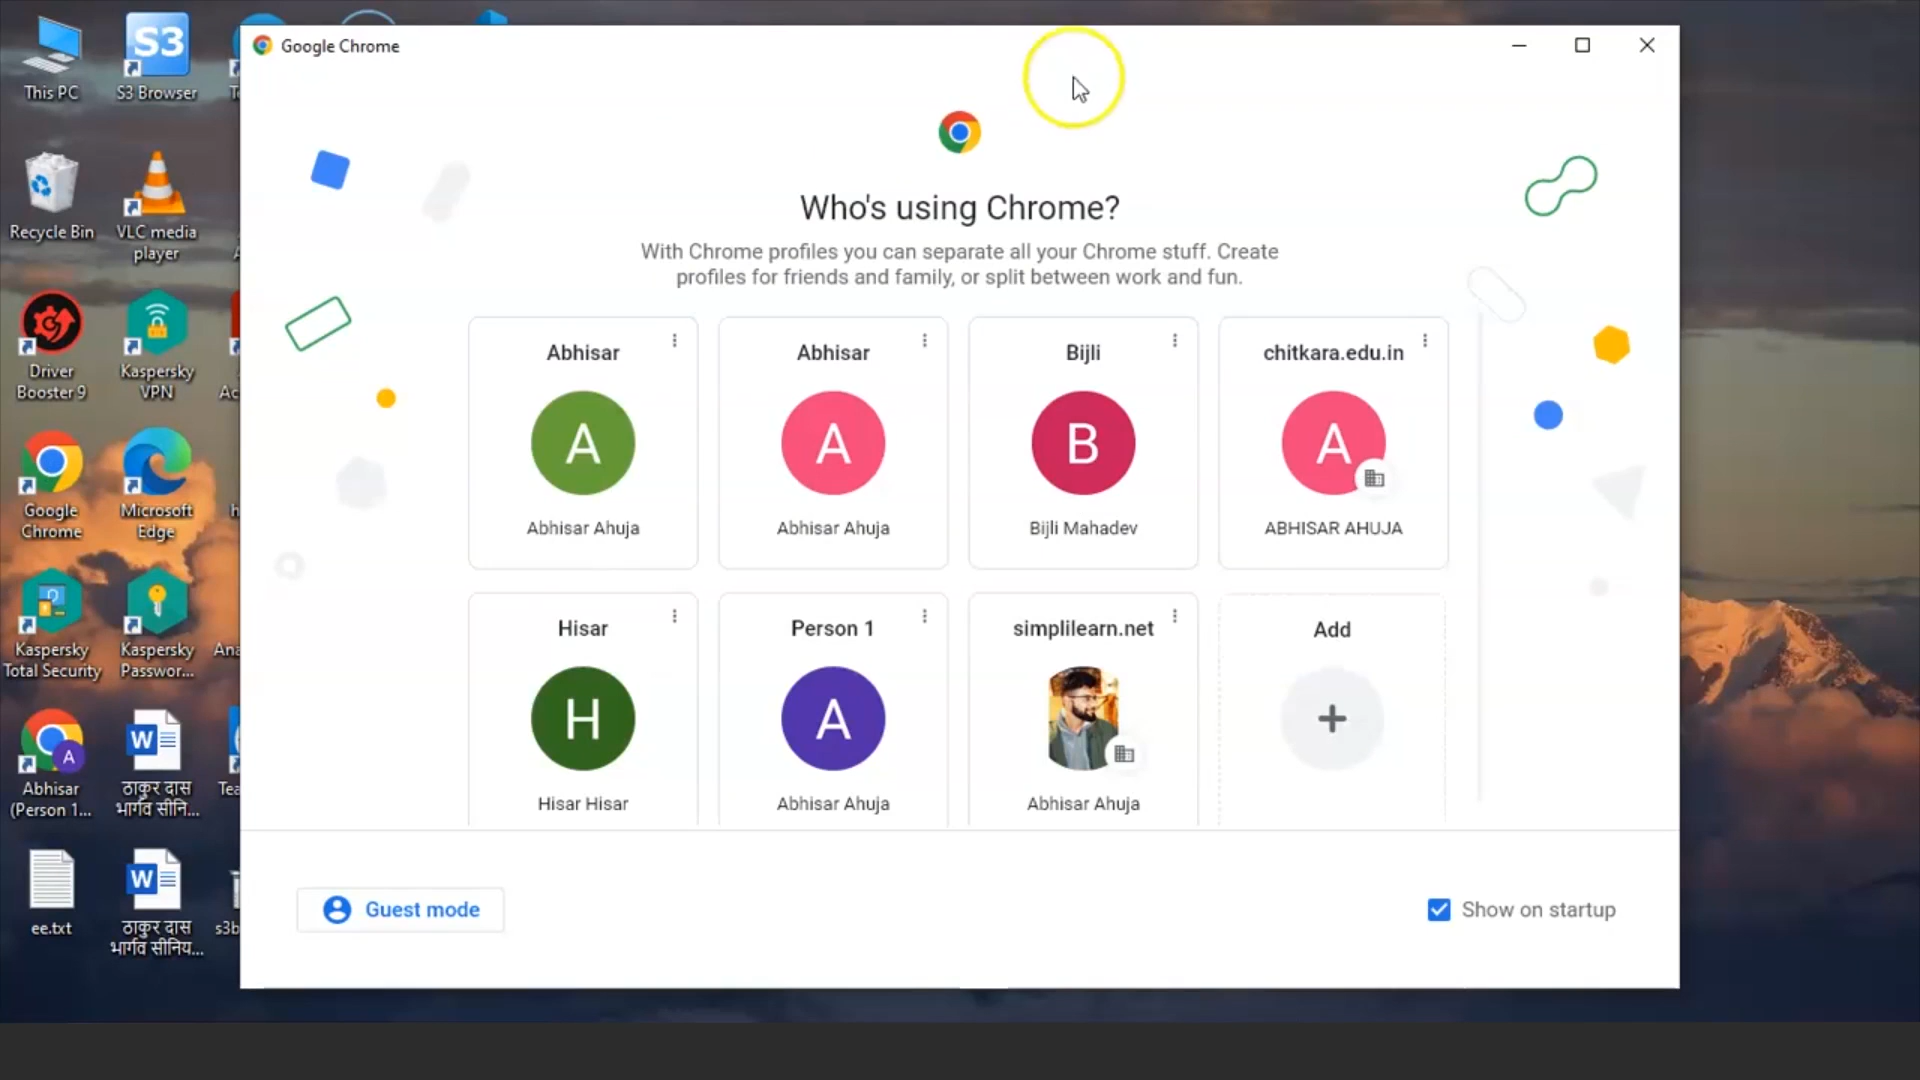 This PC
S3 Browser
Google Chrome
Recycle Bin
VLC media
player
Driver
Booster 9
Kaspersky
VPN
Google
Chrome
Microsoft
Edge
Kaspersky
Total Security
Kaspersky
Passwor...
Abhisar
(Person 1...
ठाकुर दास
भार्गव सीनि...
ee.txt
ठाकुर दास
भार्गव सीनिय...
S3
A
Who's using Chrome?
With Chrome profiles you can separate all your Chrome stuff. Create
profiles for friends and family, or split between work and fun.
Abhisar
A
Abhisar Ahuja
Abhisar
A
Abhisar Ahuja
Bijli
B
Bijli Mahadev
chitkara.edu.in
A
ABHISAR AHUJA
Hisar
H
Hisar Hisar
Person 1
A
Abhisar Ahuja
simplilearn.net
Abhisar Ahuja
Add
Guest mode
Show on startup